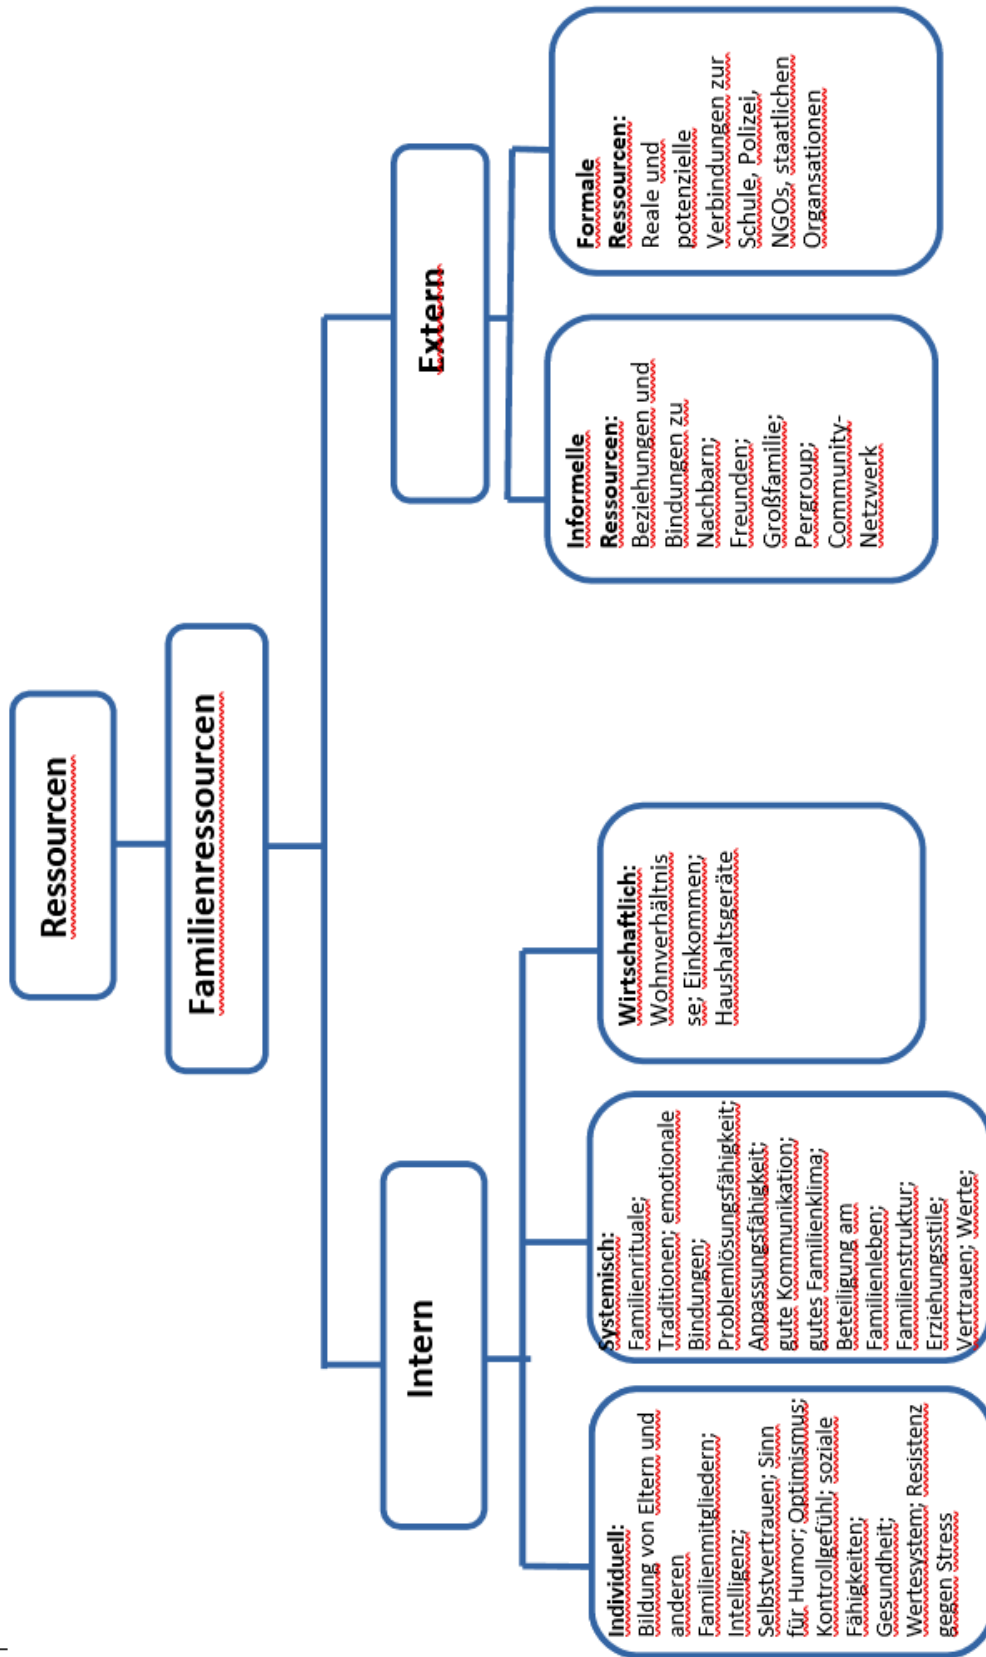 Ressourcen
Familienressourcen
Intern
Extern
Individuell:
Bildung von Eltern und
anderen
Familienmitgliedern;
Intelligenz;
Selbstvertrauen; Sinn
für Humor; Optimismus;
Kontrollgefühl; soziale
Fähigkeiten;
Gesundheit;
Wertesystem; Resistenz
gegen Stress
Systemisch:
Familienrituale;
Traditionen; emotionale
Bindungen;
Problemlösungsfähigkeit;
Anpassungsfähigkeit;
gute Kommunikation;
gutes Familienklima;
Beteiligung am
Familienleben;
Familienstruktur;
Erziehungsstile;
Vertrauen; Werte;
Wirtschaftlich:
Wohnverhältnis
se; Einkommen;
Haushaltsgeräte
Informelle
Ressourcen:
Beziehungen und
Bindungen zu
Nachbarn;
Freunden;
Großfamilie;
Pergroup;
Community-
Netzwerk
Formale
Ressourcen:
Reale und
potenzielle
Verbindungen zur
Schule, Polizei,
NGOs, staatlichen
Organsationen